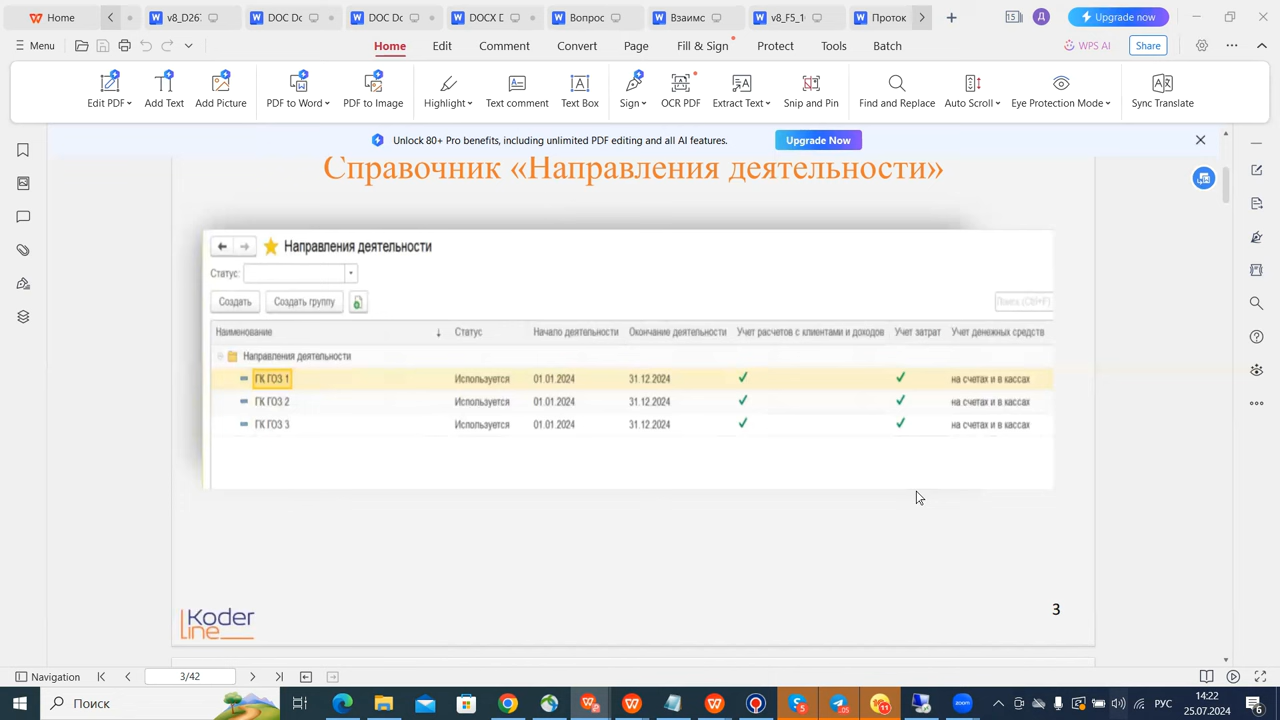 Home
v8_D26
DOC Dc
DOC Dc
DOCX D
Вопрос
Взаимс
v8_F5_1
Проток
15
Д
Upgrade now
Menu
Home
Edit
Comment
Convert
Page
Fill & Sign
Protect
Tools
Batch
WPS AI
Share
Edit PDF
Add Text
Add Picture
PDF to Word
PDF to Image
Highlight
Text comment
Text Box
Sign
OCR PDF
Extract Text
Snip and Pin
Find and Replace
Auto Scroll
Eye Protection Mode
Sync Translate
Unlock 80+ Pro benefits, including unlimited PDF editing and all AI features.
Upgrade Now
Справочник «Направления деятельности»
Направления деятельности
Статус:
Создать
Создать группу
Поиск (Ctrl+F)
Наименование ↓ Статус Начало деятельности Окончание деятельности Учет расчетов с клиентами и доходов Учет затрат Учет денежных средств
Направления деятельности
ГК ГОЗ 1 Используется 01.01.2024 31.12.2024 ✓ ✓ на счетах и в кассах
ГК ГОЗ 2 Используется 01.01.2024 31.12.2024 ✓ ✓ на счетах и в кассах
ГК ГОЗ 3 Используется 01.01.2024 31.12.2024 ✓ ✓ на счетах и в кассах
Koder
line
3
Navigation
3/42
Поиск
S
5
.05
11
zoom
РУС
14:22
25.07.2024
6